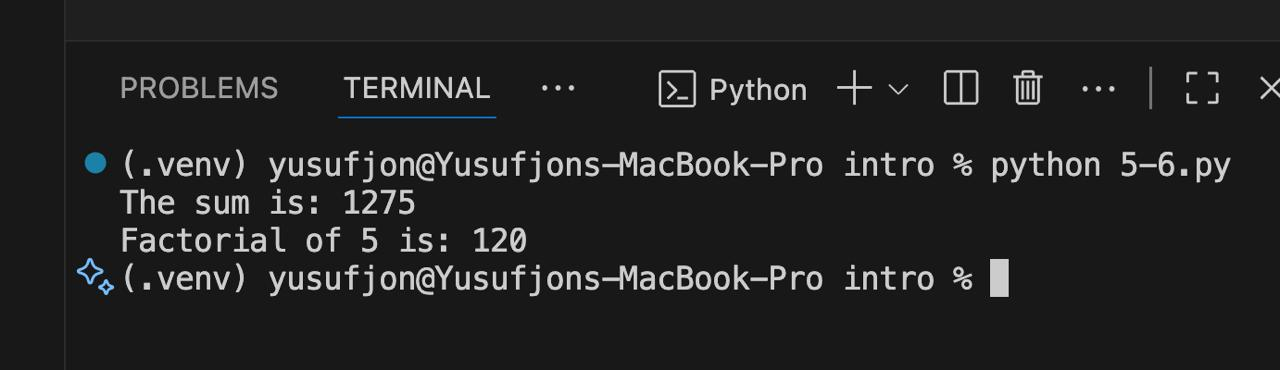 PROBLEMS TERMINAL ··· Python
(.venv) yusufjon@Yusufjons-MacBook-Pro intro % python 5-6.py
The sum is: 1275
Factorial of 5 is: 120
(.venv) yusufjon@Yusufjons-MacBook-Pro intro %